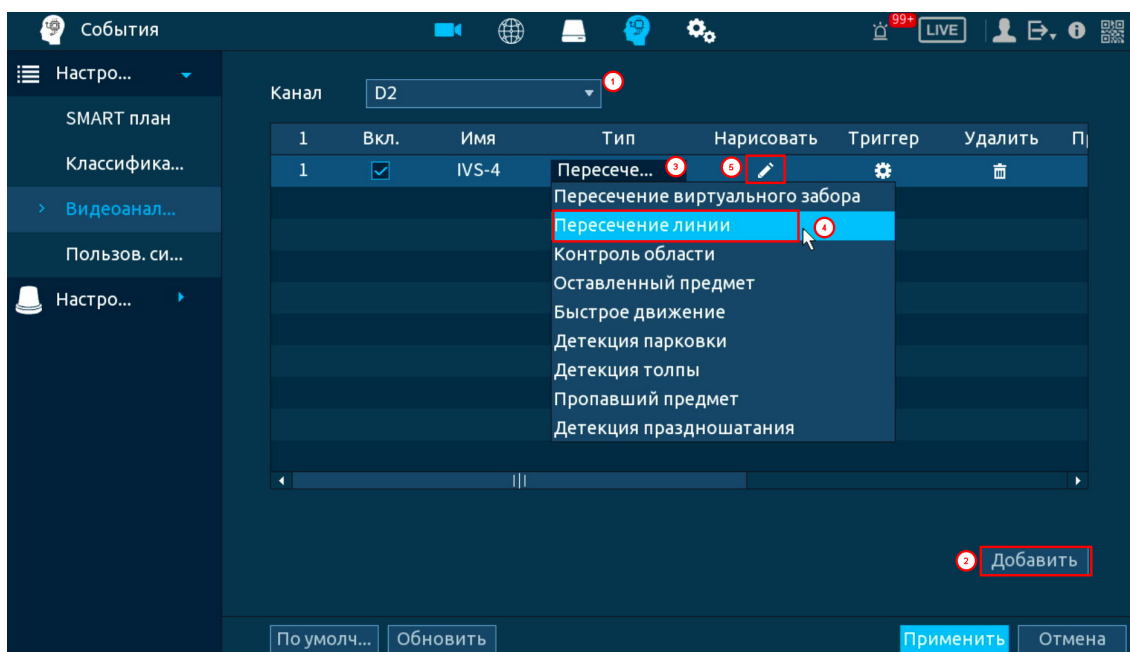 События 99+ LIVE
Настро...
SMART план
Классифика...
Видеоанал...
Пользов. си...
Настро...
Канал D2 1
1 Вкл. Имя Тип Нарисовать Триггер Удалить
1 IVS-4 Пересече... 3 5
Пересечение виртуального забора
Пересечение линии 4
Контроль области
Оставленный предмет
Быстрое движение
Детекция парковки
Детекция толпы
Пропавший предмет
Детекция праздношатания
2 Добавить
По умолч... Обновить Применить Отмена